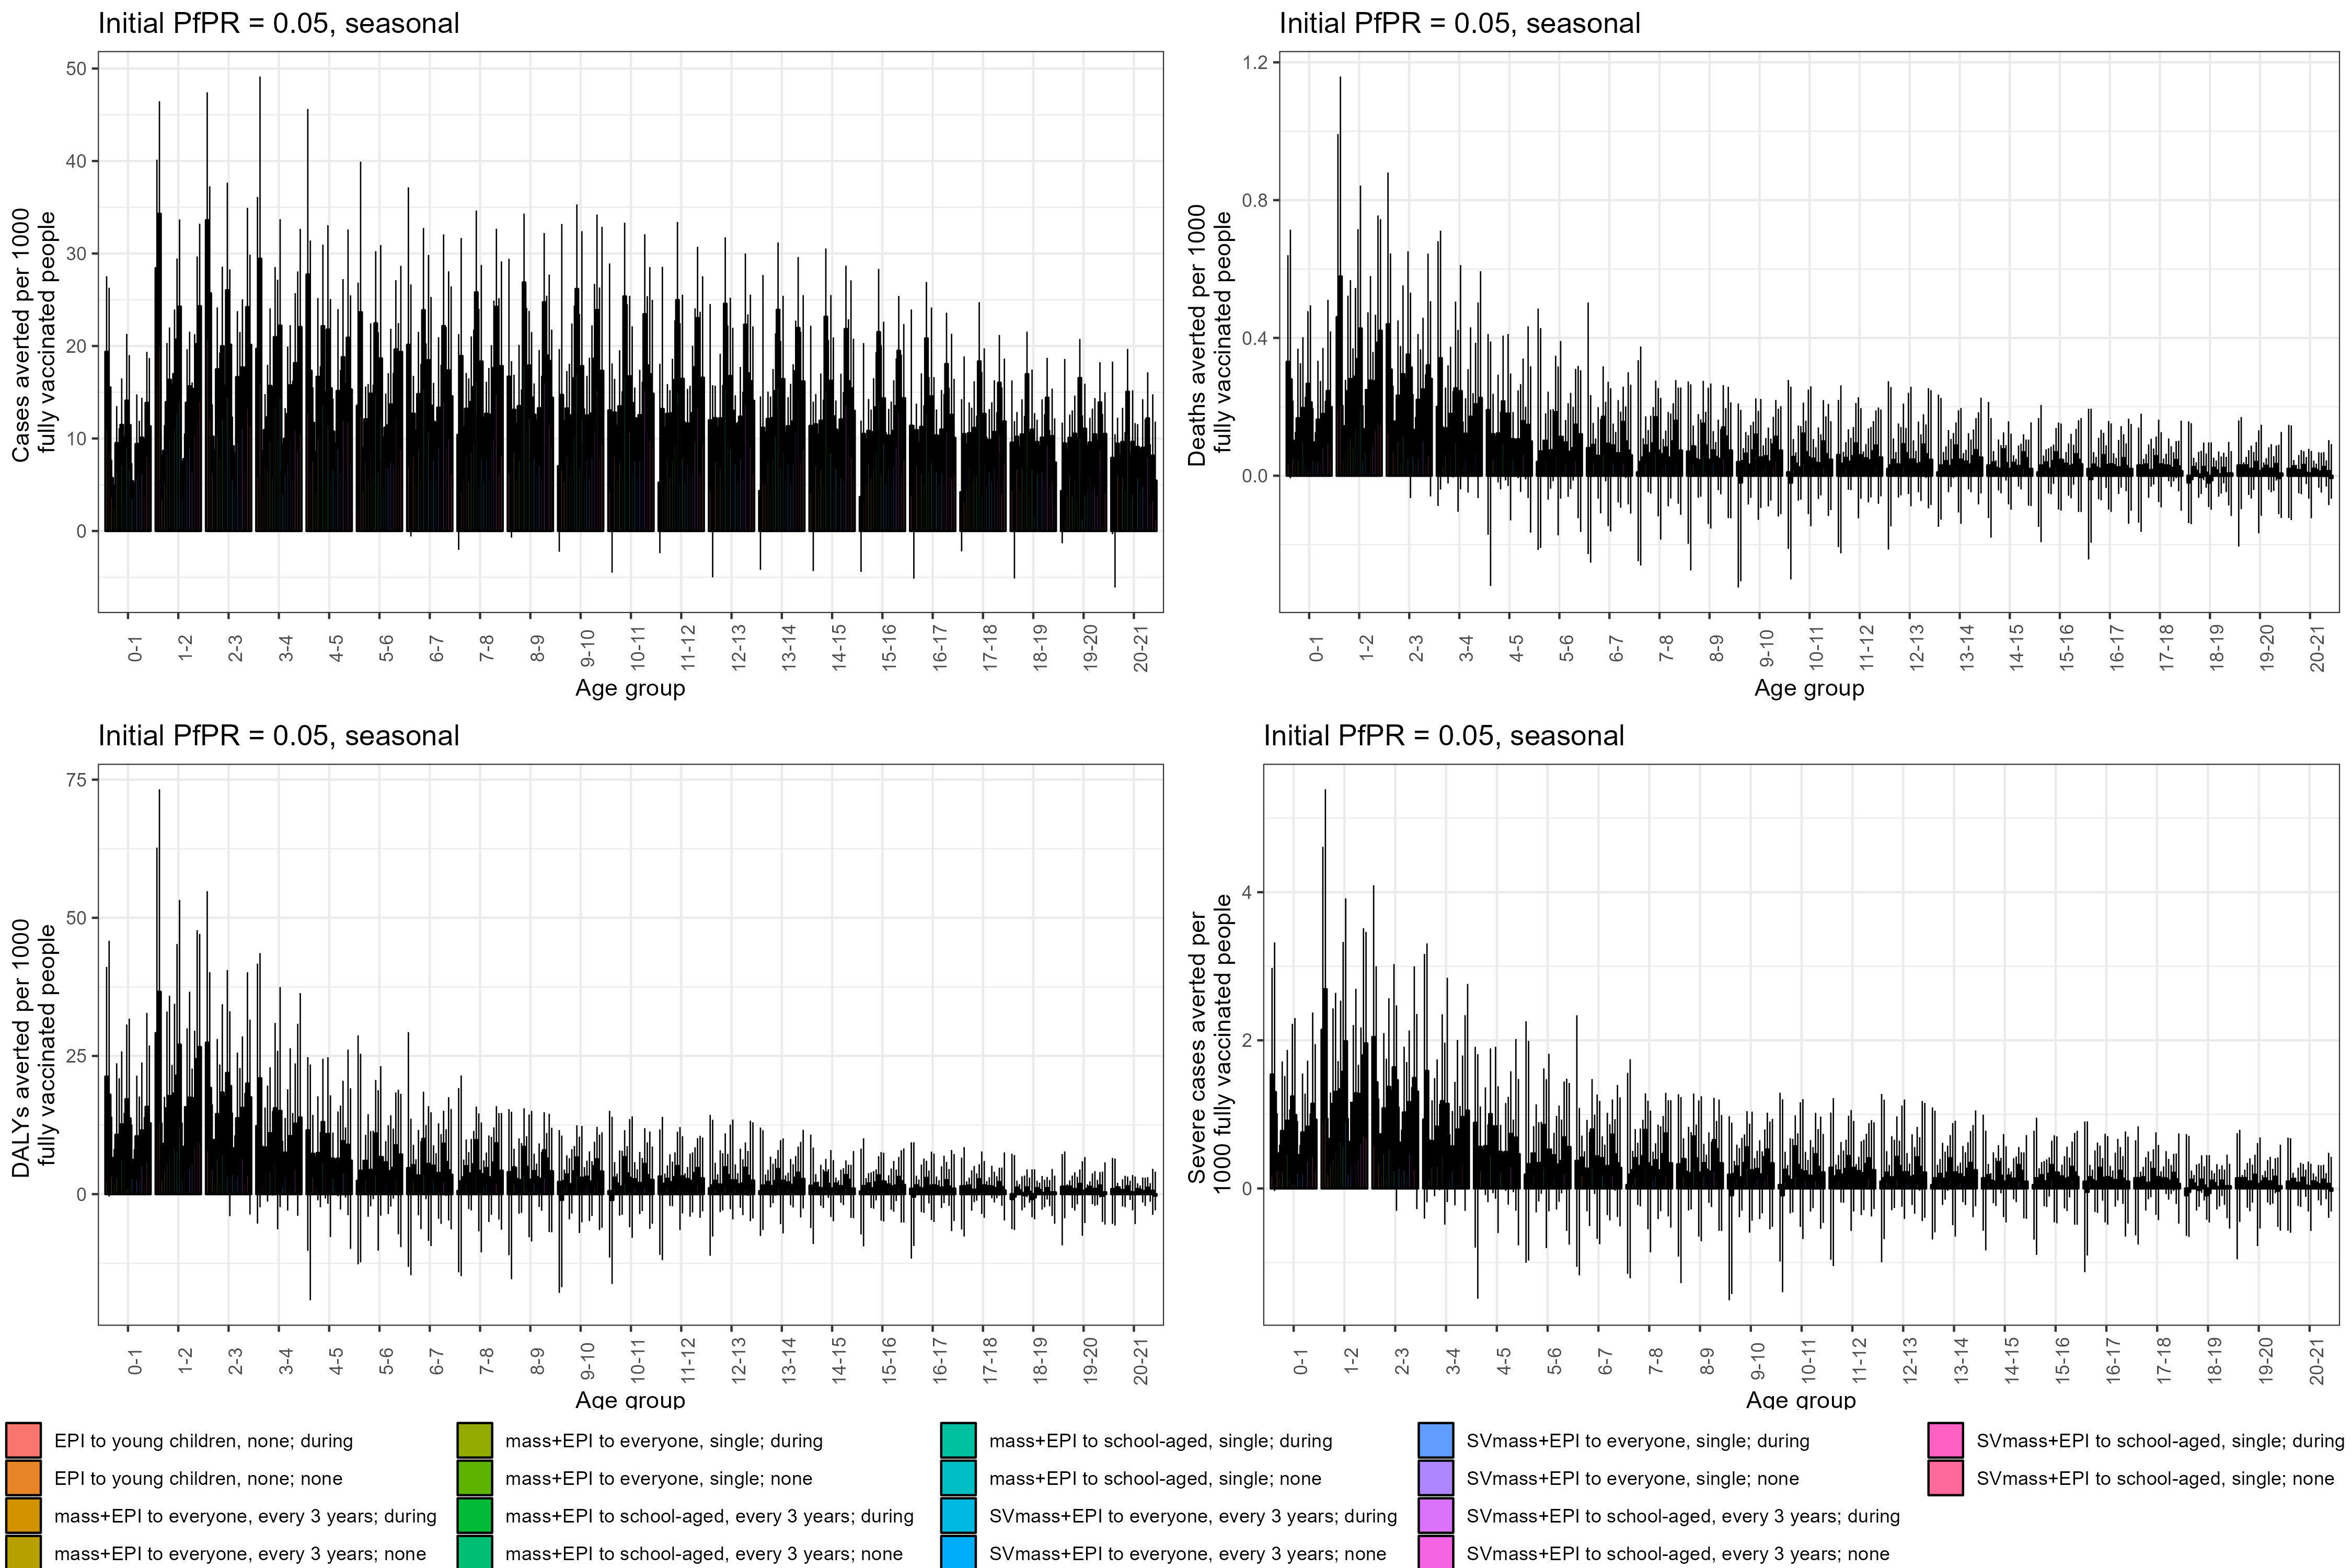 Initial PfPR = 0.05, seasonal
Cases averted per 1000
fully vaccinated people
50
40
30
20
10
0
0-1
1-2
2-3
3-4
4-5
5-6
6-7
7-8
8-9
9-10
10-11
11-12
12-13
13-14
14-15
15-16
16-17
17-18
18-19
19-20
20-21
Age group
Initial PfPR = 0.05, seasonal
Deaths averted per 1000
fully vaccinated people
1.2
0.8
0.4
0.0
0-1
1-2
2-3
3-4
4-5
5-6
6-7
7-8
8-9
9-10
10-11
11-12
12-13
13-14
14-15
15-16
16-17
17-18
18-19
19-20
20-21
Age group
Initial PfPR = 0.05, seasonal
DALYs averted per 1000
fully vaccinated people
75
50
25
0
0-1
1-2
2-3
3-4
4-5
5-6
6-7
7-8
8-9
9-10
10-11
11-12
12-13
13-14
14-15
15-16
16-17
17-18
18-19
19-20
20-21
Age group
Initial PfPR = 0.05, seasonal
Severe cases averted per
1000 fully vaccinated people
4
2
0
0-1
1-2
2-3
3-4
4-5
5-6
6-7
7-8
8-9
9-10
10-11
11-12
12-13
13-14
14-15
15-16
16-17
17-18
18-19
19-20
20-21
Age group
EPI to young children, none; during
EPI to young children, none; none
mass+EPI to everyone, every 3 years; during
mass+EPI to everyone, every 3 years; none
mass+EPI to everyone, single; during
mass+EPI to everyone, single; none
mass+EPI to school-aged, every 3 years; during
mass+EPI to school-aged, every 3 years; none
mass+EPI to school-aged, single; during
mass+EPI to school-aged, single; none
SVmass+EPI to everyone, every 3 years; during
SVmass+EPI to everyone, every 3 years; none
SVmass+EPI to everyone, single; during
SVmass+EPI to everyone, single; none
SVmass+EPI to school-aged, every 3 years; during
SVmass+EPI to school-aged, every 3 years; none
SVmass+EPI to school-aged, single; during
SVmass+EPI to school-aged, single; none